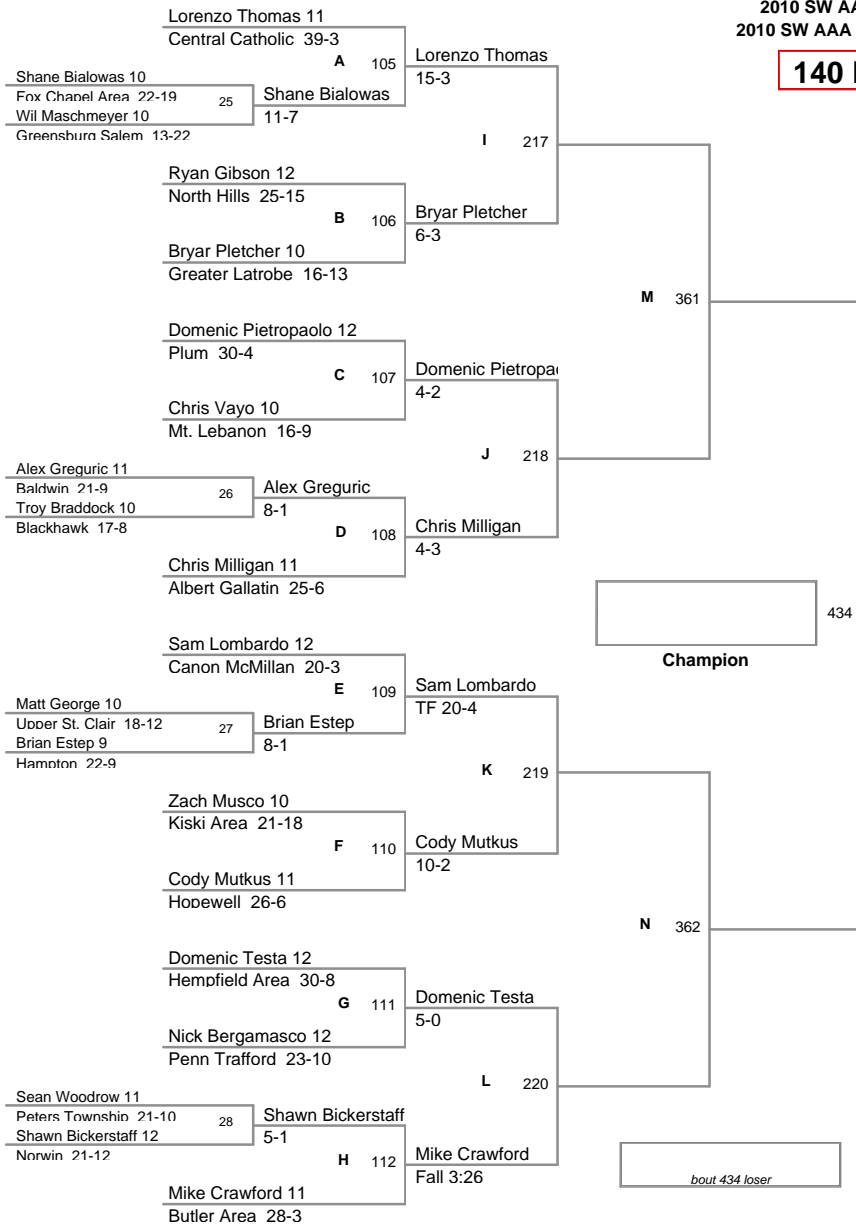 2010 SW AA
2010 SW AAA
140
Lorenzo Thomas 11
Central Catholic 39-3
A 105
Lorenzo Thomas
15-3
Shane Bialowas 10
Fox Chapel Area 22-19
25
Shane Bialowas
11-7
Wil Maschmeyer 10
Greensburg Salem 13-22
I 217
Ryan Gibson 12
North Hills 25-15
B 106
Bryar Pletcher
6-3
Bryar Pletcher 10
Greater Latrobe 16-13
M 361
Domenic Pietropaolo 12
Plum 30-4
C 107
Domenic Pietropa
4-2
Chris Vayo 10
Mt. Lebanon 16-9
J 218
Alex Greguric 11
Baldwin 21-9
26
Alex Greguric
8-1
Troy Braddock 10
Blackhawk 17-8
D 108
Chris Milligan
4-3
Chris Milligan 11
Albert Gallatin 25-6
434
Champion
Sam Lombardo 12
Canon McMillan 20-3
E 109
Sam Lombardo
TF 20-4
Matt George 10
Upper St. Clair 18-12
27
Brian Estep
8-1
Brian Estep 9
Hampton 22-9
K 219
Zach Musco 10
Kiski Area 21-18
F 110
Cody Mutkus
10-2
Cody Mutkus 11
Hopewell 26-6
N 362
Domenic Testa 12
Hempfield Area 30-8
G 111
Domenic Testa
5-0
Nick Bergamasco 12
Penn Trafford 23-10
L 220
Sean Woodrow 11
Peters Township 21-10
28
Shawn Bickerstaff
5-1
Shawn Bickerstaff 12
Norwin 21-12
H 112
Mike Crawford
Fall 3:26
Mike Crawford 11
Butler Area 28-3
bout 434 loser